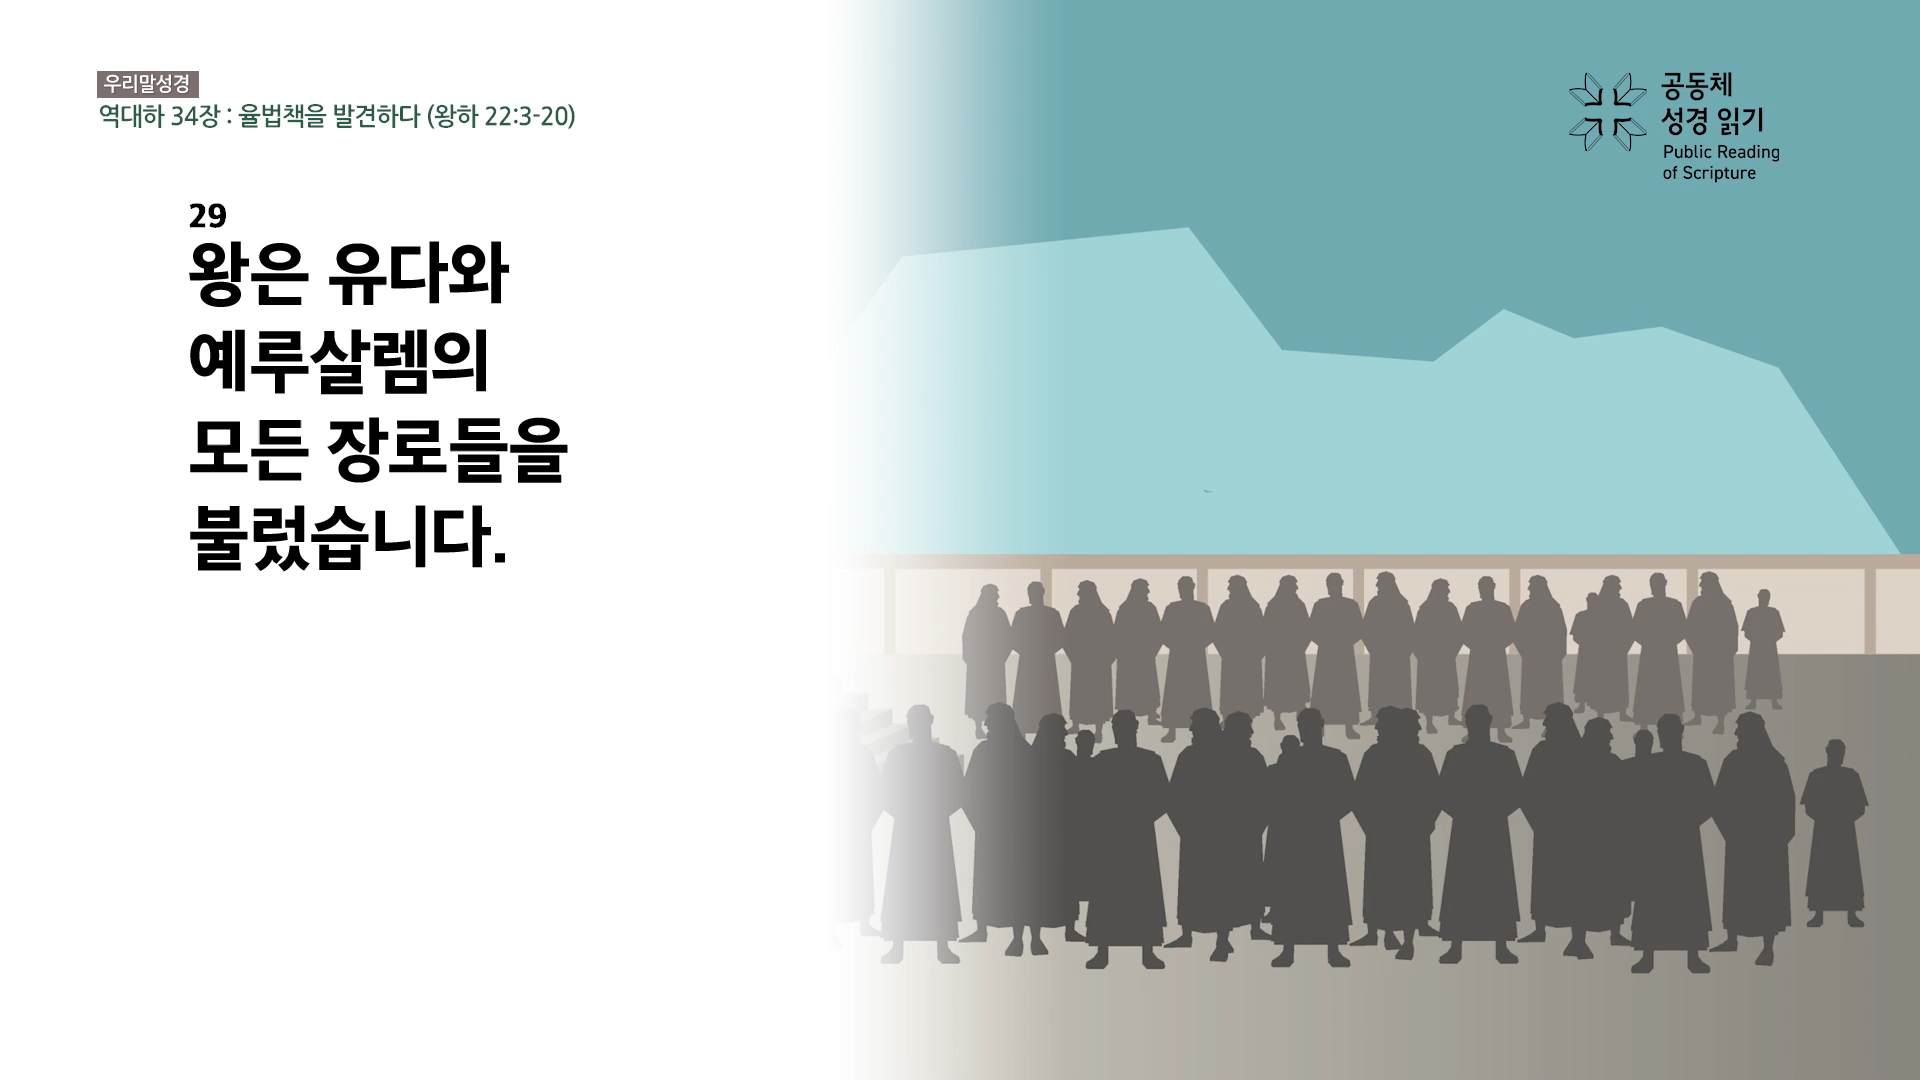 우리말성경
역대하 34장 : 율법책을 발견하다 (왕하 22:3-20)
29
왕은 유다와
예루살렘의
모든 장로들을
불렀습니다.
공동체
성경 읽기
Public Reading
of Scripture